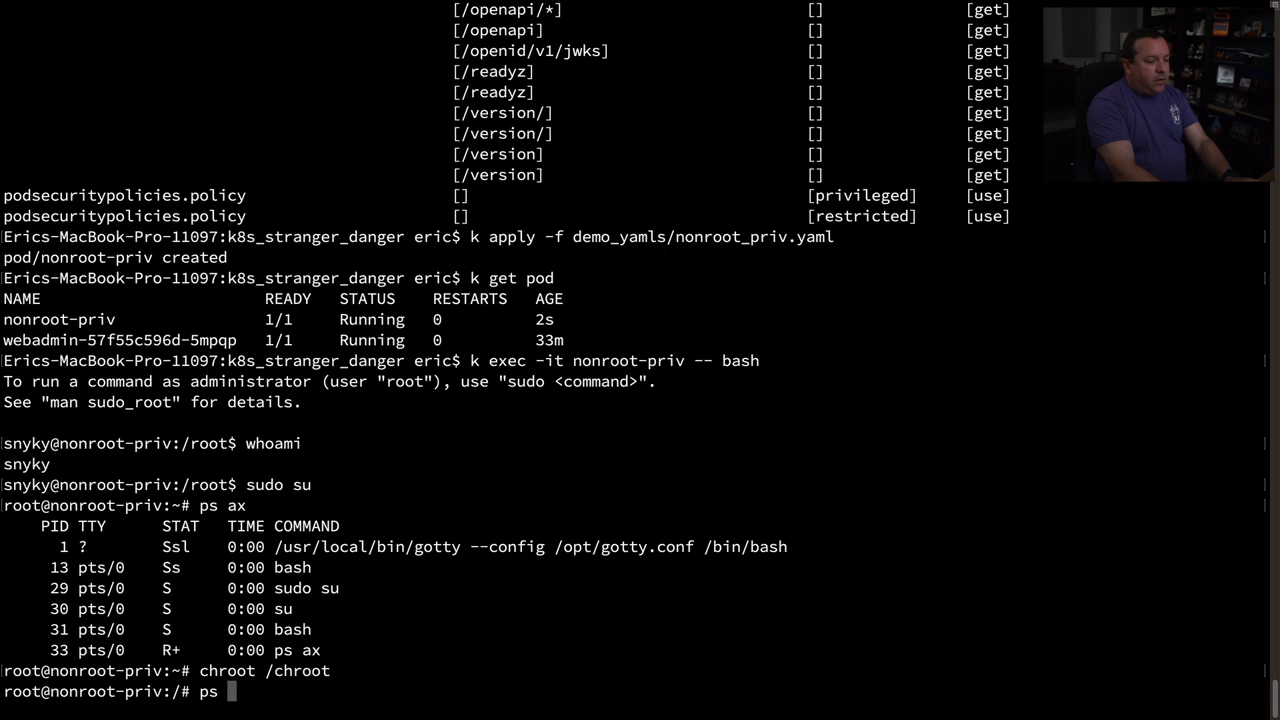 [/openapi/*] [] [get]
[/openapi] [] [get]
[/openid/v1/jwks] [] [get]
[/readyz] [] [get]
[/readyz] [] [get]
[/version/] [] [get]
[/version/] [] [get]
[/version] [] [get]
[/version] [] [get]
podsecuritypolicies.policy [] [privileged] [use]
podsecuritypolicies.policy [] [restricted] [use]
Erics-MacBook-Pro-11097:k8s_stranger_danger eric$ k apply -f demo_yamls/nonroot_priv.yaml
pod/nonroot-priv created
Erics-MacBook-Pro-11097:k8s_stranger_danger eric$ k get pod
NAME READY STATUS RESTARTS AGE
nonroot-priv 1/1 Running 0 2s
webadmin-57f55c596d-5mpqp 1/1 Running 0 33m
Erics-MacBook-Pro-11097:k8s_stranger_danger eric$ k exec -it nonroot-priv -- bash
To run a command as administrator (user "root"), use "sudo <command>".
See "man sudo_root" for details.
snyky@nonroot-priv:/root$ whoami
snyky
snyky@nonroot-priv:/root$ sudo su
root@nonroot-priv:~# ps ax
PID TTY STAT TIME COMMAND
1 ? Ssl 0:00 /usr/local/bin/gotty --config /opt/gotty.conf /bin/bash
13 pts/0 Ss 0:00 bash
29 pts/0 S 0:00 sudo su
30 pts/0 S 0:00 su
31 pts/0 S 0:00 bash
33 pts/0 R+ 0:00 ps ax
root@nonroot-priv:~# chroot /chroot
root@nonroot-priv:/# ps